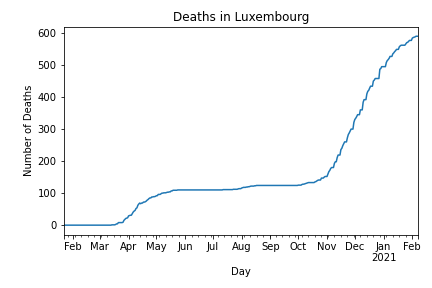 Deaths in Luxembourg
Number of Deaths
600
500
400
300
200
100
0
Feb Mar Apr May Jun Jul Aug Sep Oct Nov Dec Jan Feb
2021
Day